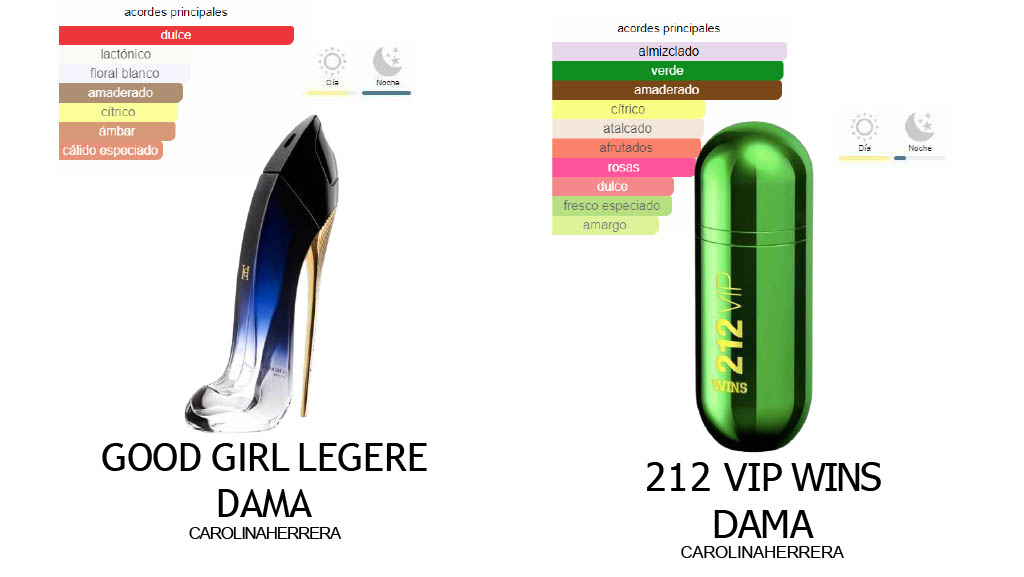 acordes principales
dulce
lactónico
floral blanco
amaderado
cítrico
ámbar
cálido especiado
Día
Noche
GOOD GIRL LEGERE
DAMA
CAROLINAHERRERA
acordes principales
almizclado
verde
amaderado
cítrico
atalcado
afrutados
rosas
dulce
fresco especiado
amargo
Día
Noche
212 VIP
WINS
212 VIP WINS
DAMA
CAROLINAHERRERA